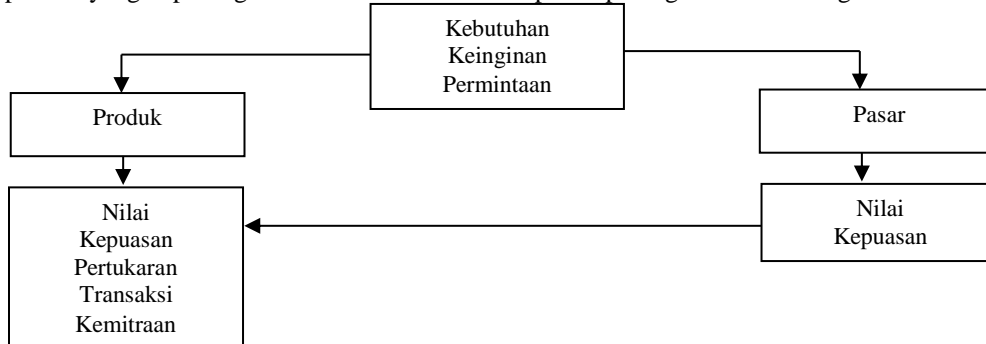 Kebutuhan
Keinginan
Permintaan
Produk
Pasar
Nilai
Kepuasan
Pertukaran
Transaksi
Kemitraan
Nilai
Kepuasan